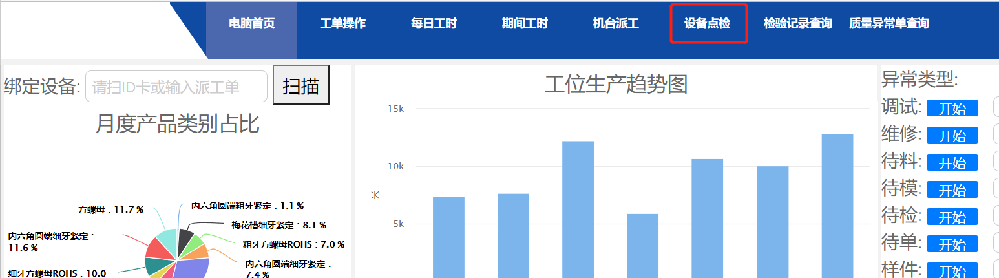 电脑首页 工单操作 每日工时 期间工时 机台派工 设备点检 检验记录查询 质量异常单查询
绑定设备: 请扫ID卡或输入派工单 扫描
月度产品类别占比
方螺母：11.7 %
内六角圆端粗牙紧定：1.1 %
梅花槽细牙紧定：8.1 %
内六角圆端细牙紧定：
11.6 %
粗牙方螺母ROHS：7.0 %
内六角圆端细牙紧定：
7.4 %
细牙方螺母ROHS：10.0
工位生产趋势图
15k
10k
米
5k
异常类型:
调试: 开始
维修: 开始
待料: 开始
待模: 开始
待检: 开始
待单: 开始
样件: 开始